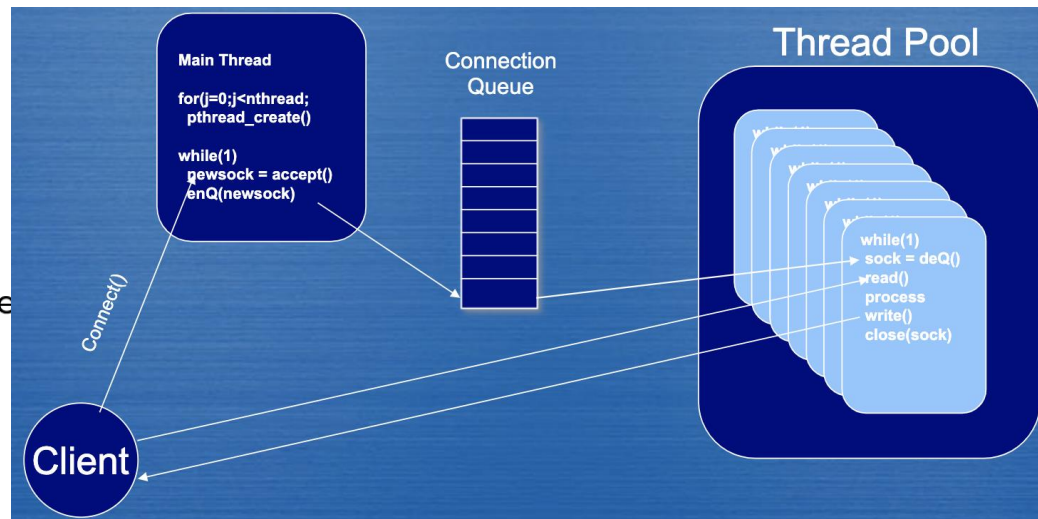 Main Thread
for(j=0;j<nthread;
pthread_create()
while(1)
newsock = accept()
enQ(newsock)
Connection
Queue
Thread Pool
while(1)
sock = deQ()
read()
process
write()
close(sock)
e
Connect()
Client